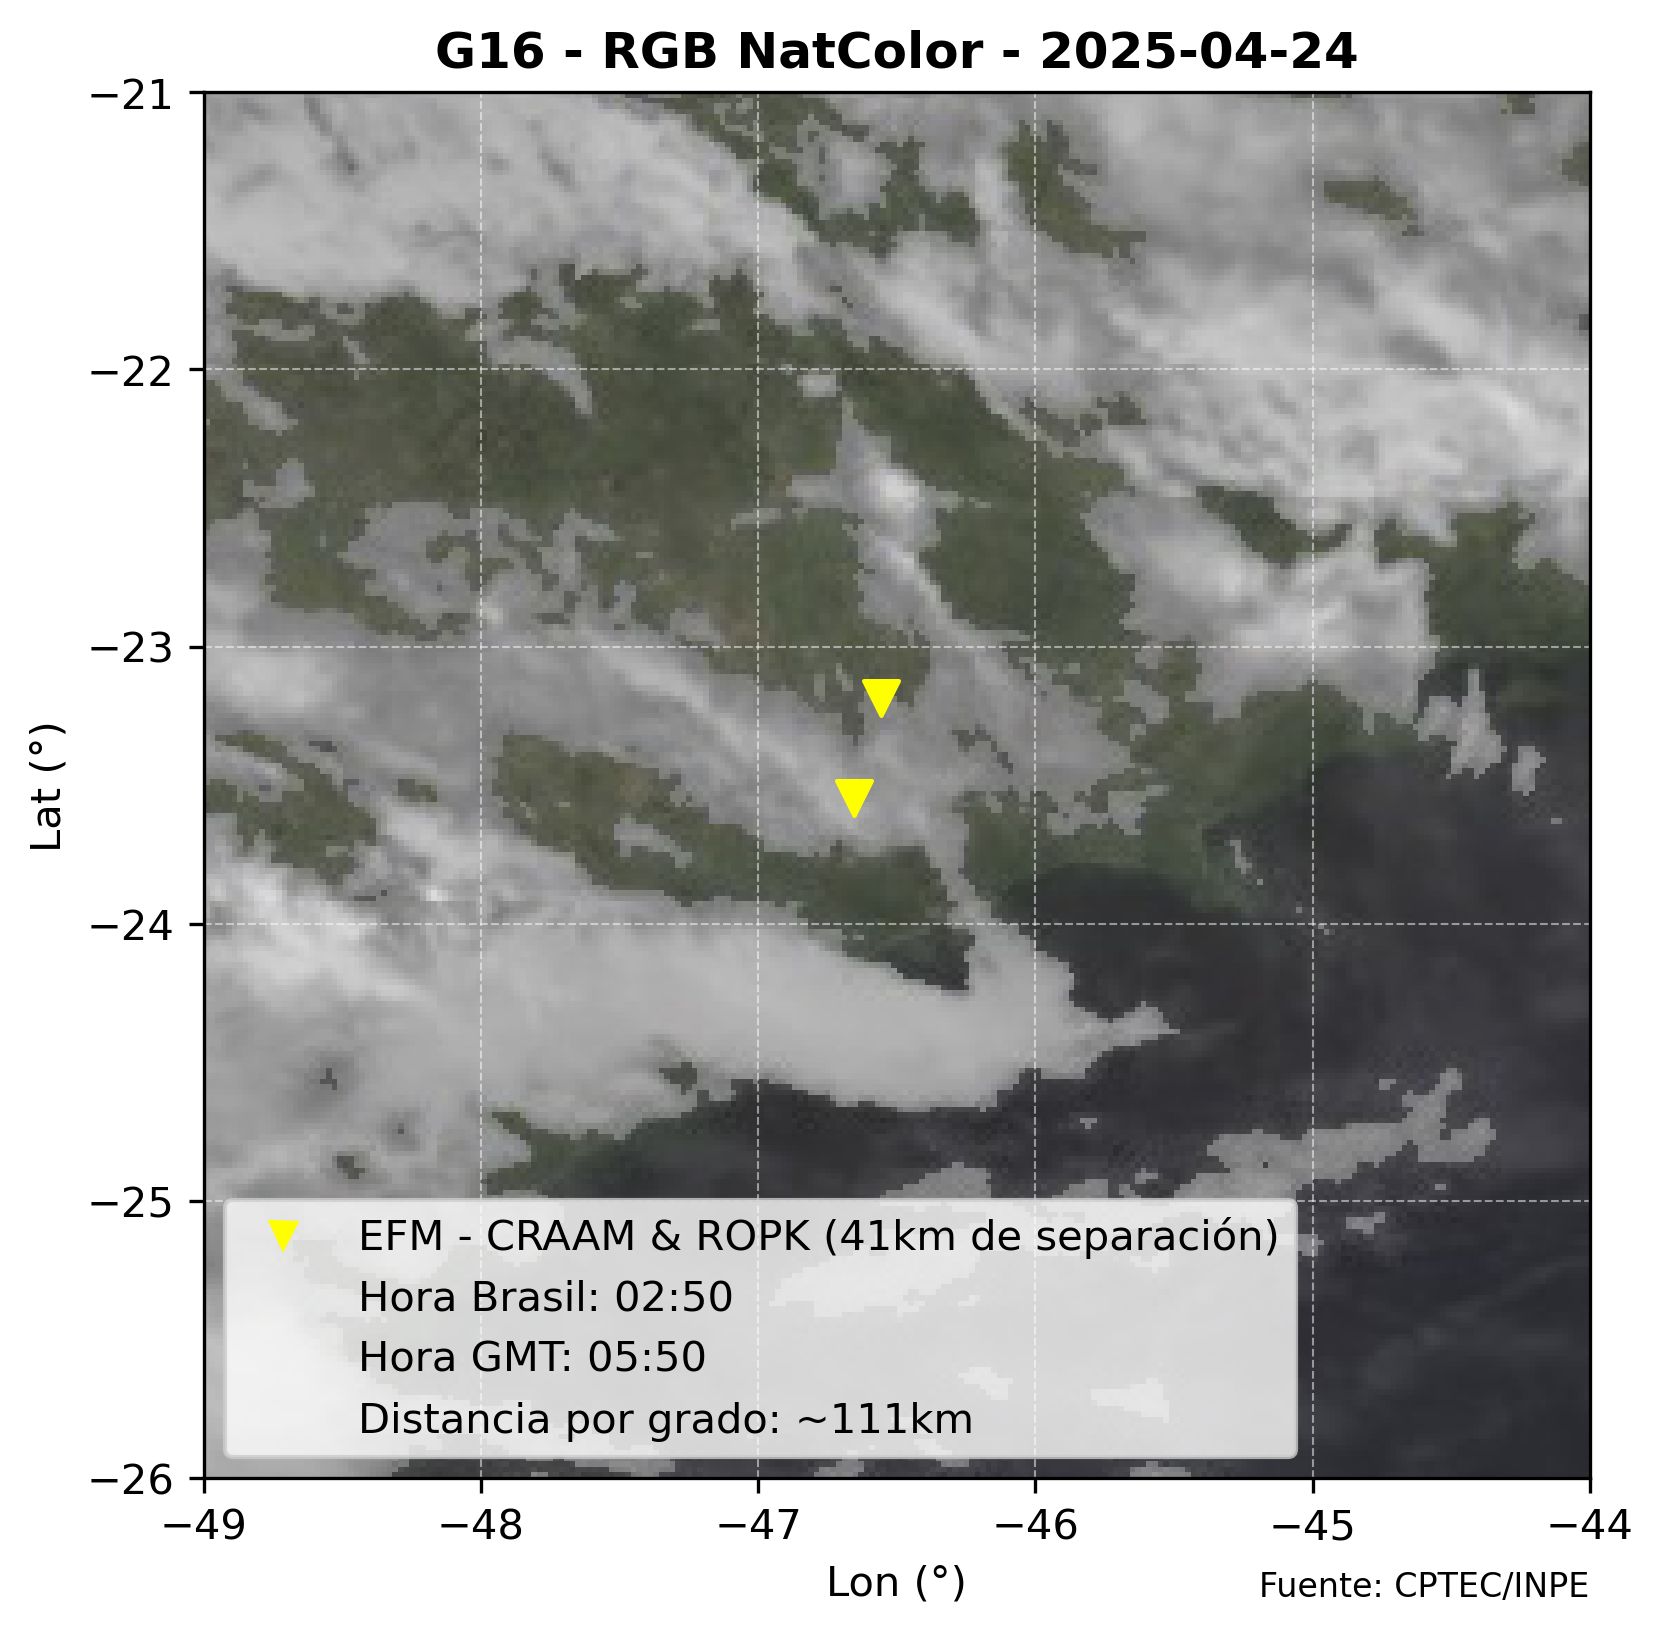 G16 - RGB NatColor - 2025-04-24
−21
−22
−23
−24
−25
−26
Lat (°)
EFM - CRAAM & ROPK (41km de separación)
Hora Brasil: 02:50
Hora GMT: 05:50
Distancia por grado: ~111km
−49 −48 −47 −46 −45 −44
Lon (°)
Fuente: CPTEC/INPE